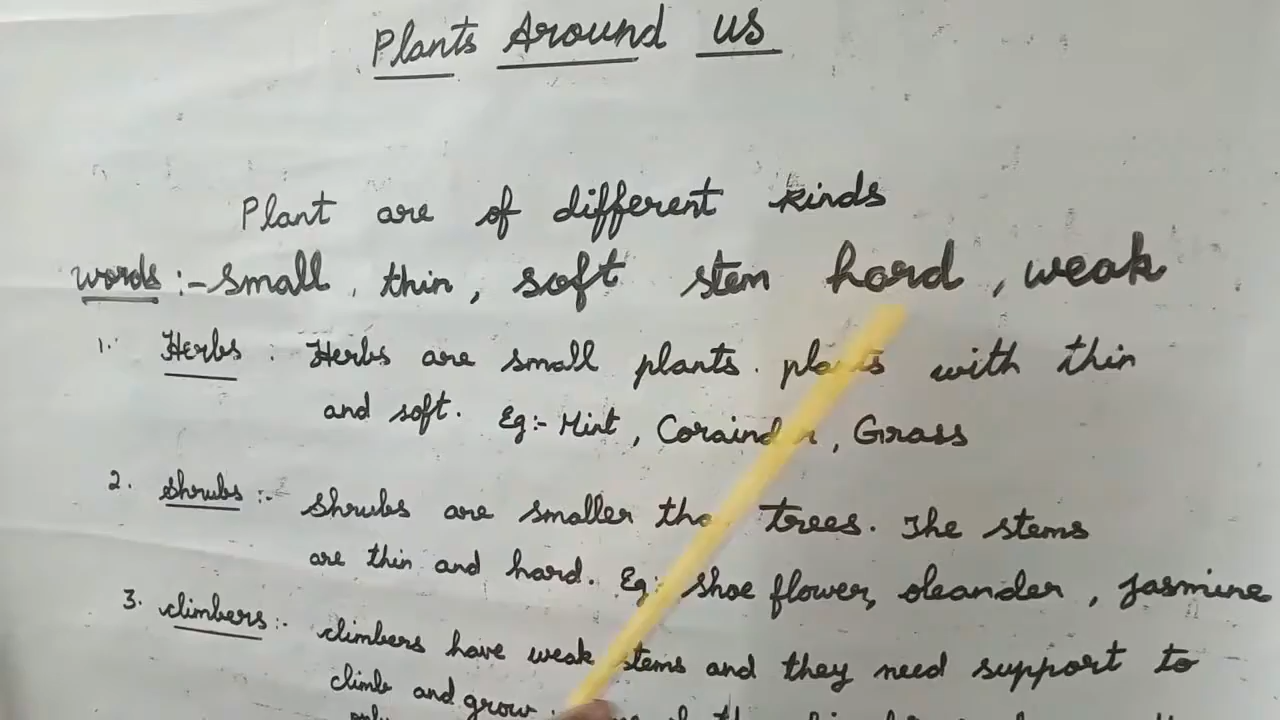 Plants Around us
Plant are of different kinds
words :- small, thin, soft stem hard, weak
1. Herbs : Herbs are small plants. plants with thin
and soft. Eg:- Mint, Corainder, Grass
2. Shrubs :- Shrubs are smaller than trees. The stems
are thin and hard. Eg: Shoe flower, oleander, Jasmine
3. climbers :- climbers have weak stems and they need support to
climb and grow.